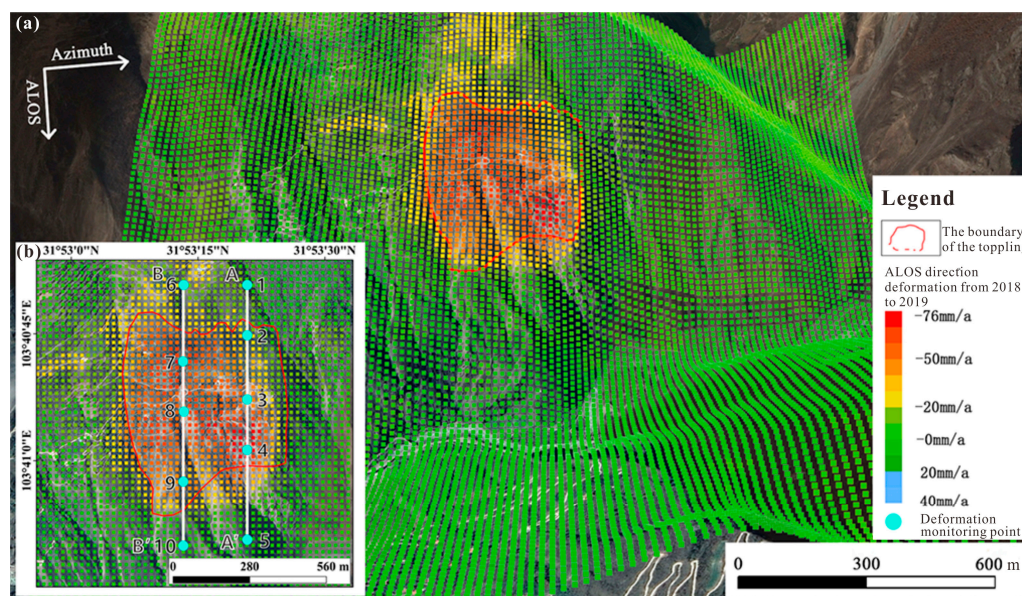 (a)
Azimuth
ALOS
Legend
The boundary
of the topplin
ALOS direction
deformation from 2018
to 2019
-76mm/a
-50mm/a
-20mm/a
-0mm/a
20mm/a
40mm/a
Deformation
monitoring point
0 300 600 m
(b)
31°53'0"N 31°53'15"N 31°53'30"N
103°40'45"E
103°41'0"E
B A
6 1
2
7
3
8
4
9
B' 10 A' 5
0 280 560 m